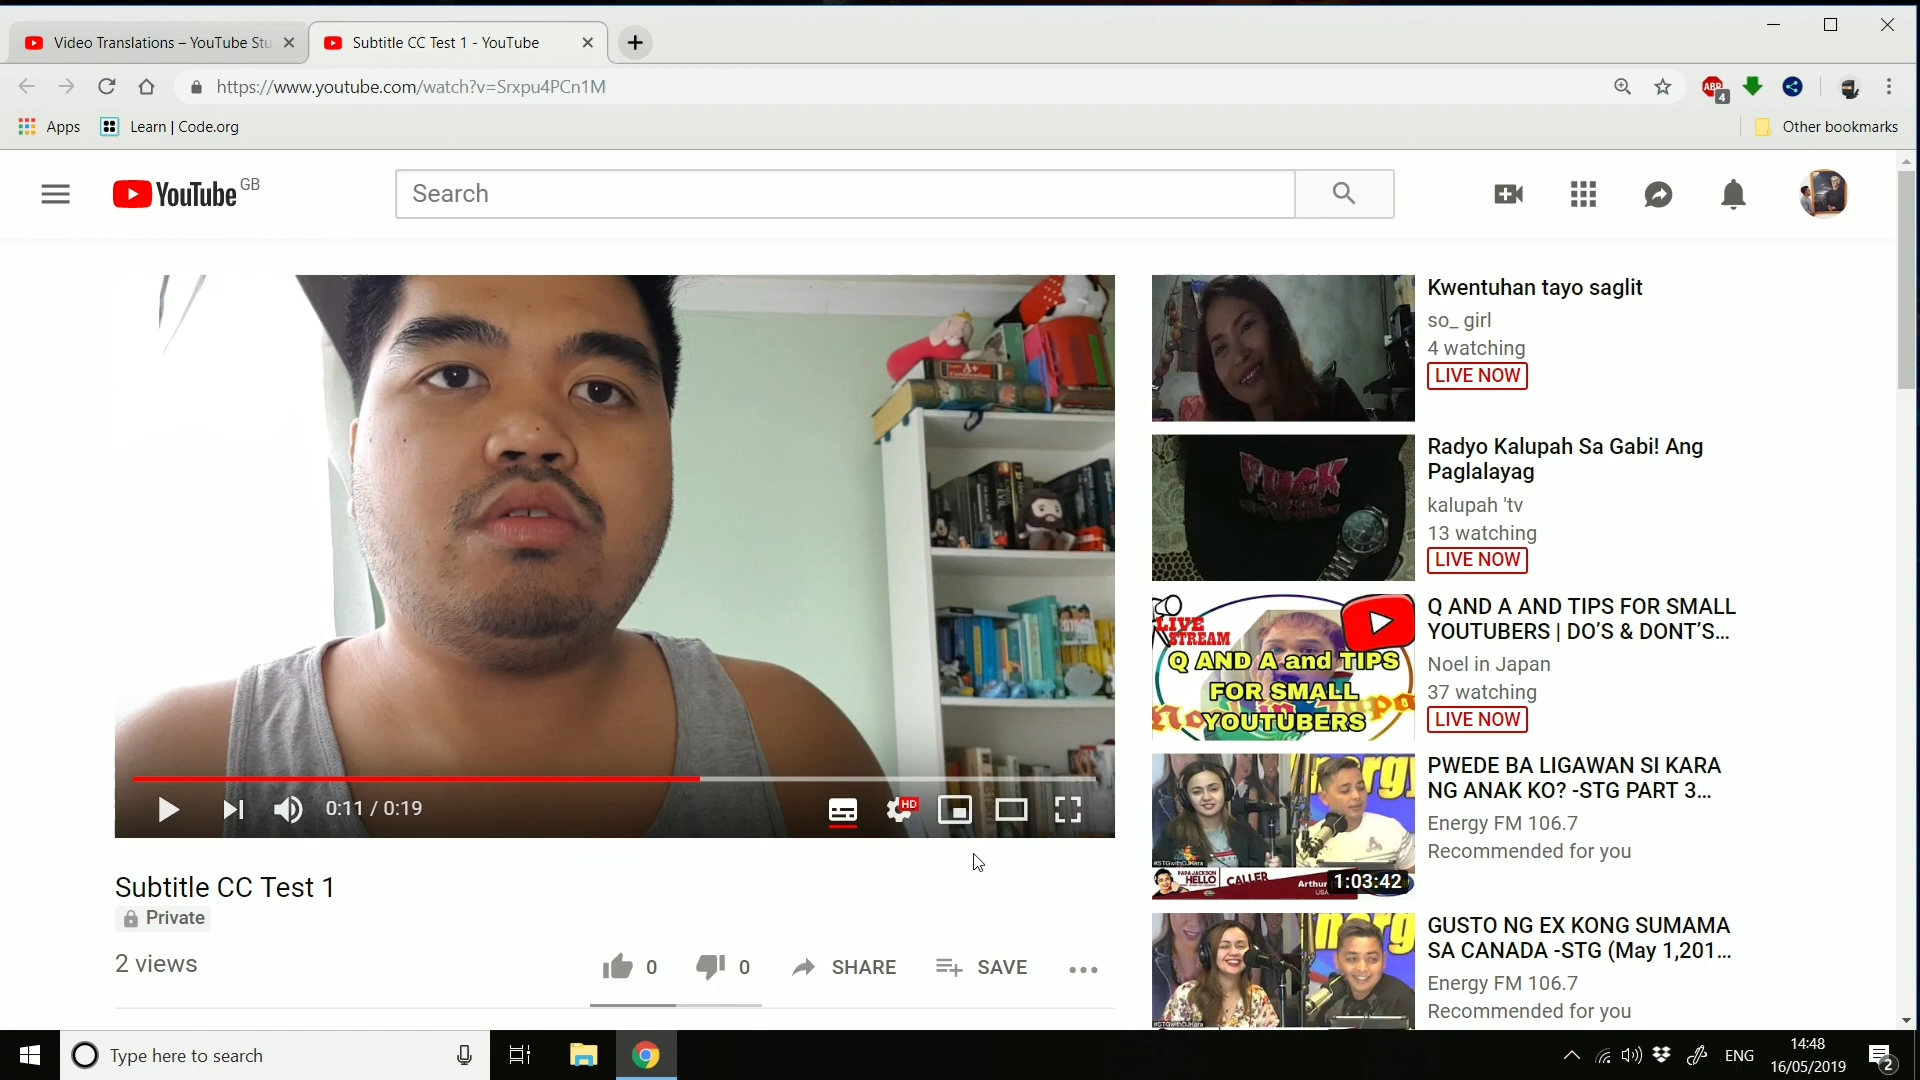 Video Translations – YouTube Stu
Subtitle CC Test 1 - YouTube
https://www.youtube.com/watch?v=Srxpu4PCn1M
ABP
4
Apps
Learn | Code.org
Other bookmarks
YouTube GB
Search
Kwentuhan tayo saglit
so_ girl
4 watching
LIVE NOW
Radyo Kalupah Sa Gabi! Ang
Paglalayag
kalupah 'tv
13 watching
LIVE NOW
LIVE
STREAM
Q AND A and TIPS
FOR SMALL
YOUTUBERS
Q AND A AND TIPS FOR SMALL
YOUTUBERS | DO’S & DONT’S...
Noel in Japan
37 watching
LIVE NOW
A+
0:11 / 0:19
HD
PAPA JACKSON
HELLO
CALLER
1:03:42
PWEDE BA LIGAWAN SI KARA
NG ANAK KO? -STG PART 3...
Energy FM 106.7
Recommended for you
Subtitle CC Test 1
Private
2 views
0
0
SHARE
SAVE
GUSTO NG EX KONG SUMAMA
SA CANADA -STG (May 1,201...
Energy FM 106.7
Recommended for you
Type here to search
ENG
14:48
16/05/2019
2